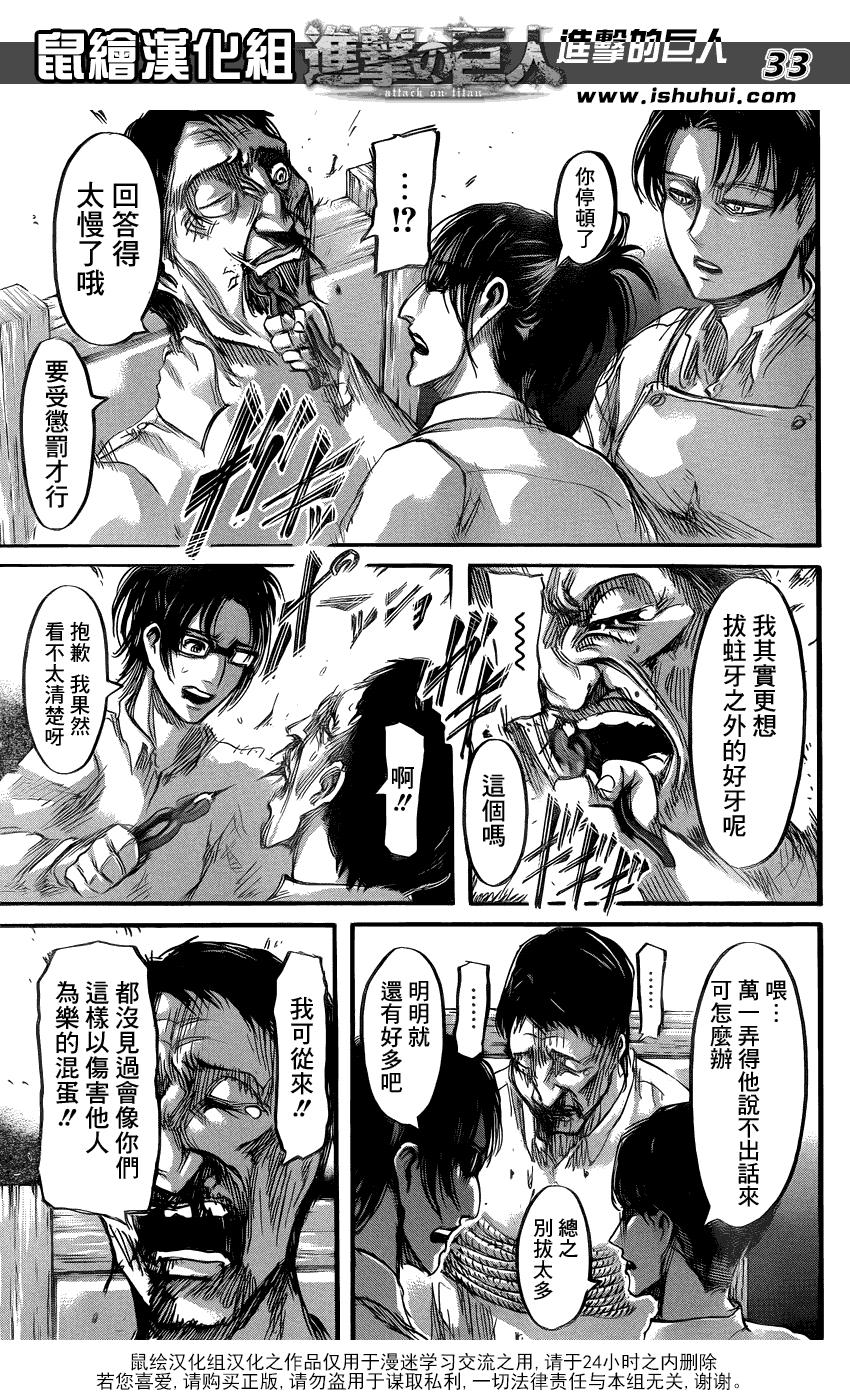 鼠繪漢化組
進撃の巨人
attack on titan
進擊的巨人
33
www.ishuhui.com
你停頓了
…!?
回答得
太慢了哦
要受懲罰才行
我其實更想
拔蛀牙之外的好牙呢
這個嗎
啊!!
抱歉 我果然
看不太清楚呀
喂…
萬一弄得他說不出話來
可怎麼辦
……
……
明明就
還有好多吧
總之
別拔太多
我可從來!!
都沒見過會像你們
這樣以傷害他人
為樂的混蛋!!
鼠绘汉化组汉化之作品仅用于漫迷学习交流之用, 请于24小时之内删除
若您喜爱, 请购买正版, 请勿盗用于谋取私利, 一切法律责任与本组无关, 谢谢。